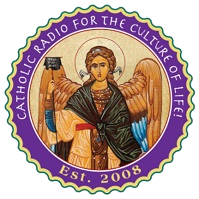 CATHOLIC RADIO FOR THE CULTURE OF LIFE!
Est. 2008